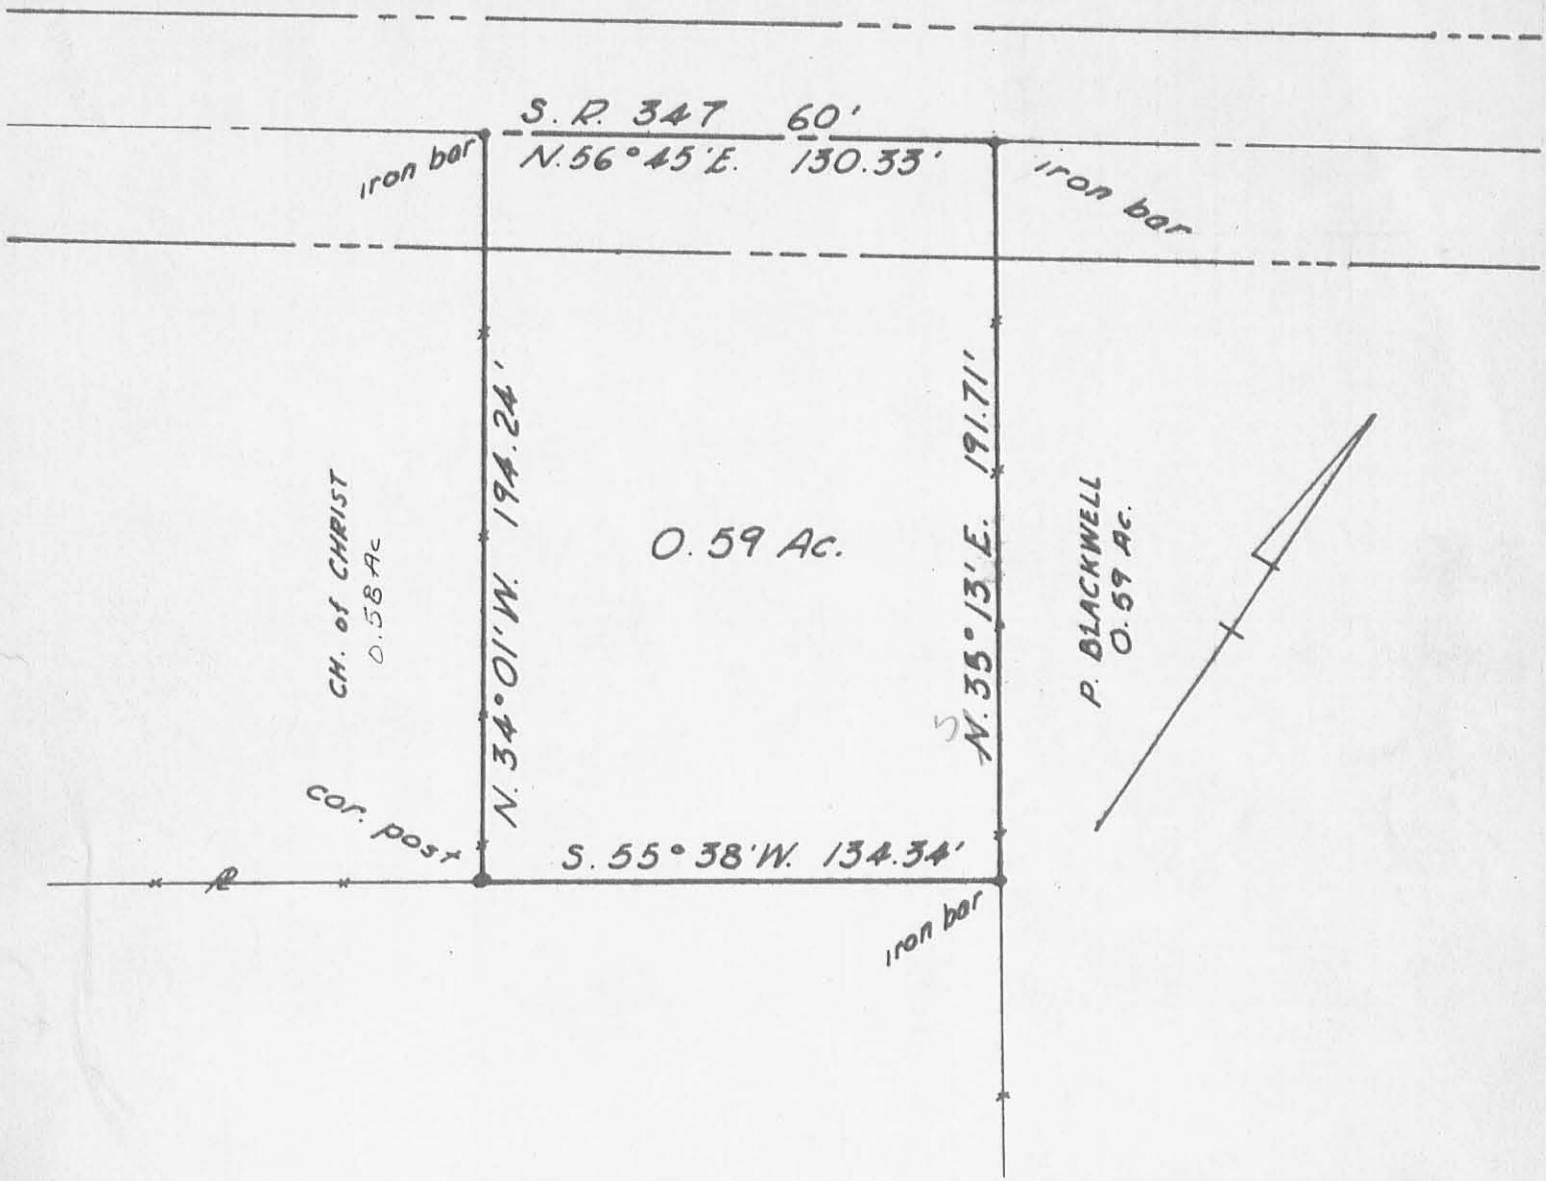 S. R. 347 60'
N. 56° 45' E. 130.33'
iron bar
iron bar
N. 34° 01' W. 194.24'
CH. of CHRIST
0.58 Ac
0.59 Ac.
S
N. 35° 13' E. 191.71'
P. BLACKWELL
0.59 Ac.
cor. post
S. 55° 38' W. 134.34'
iron bar